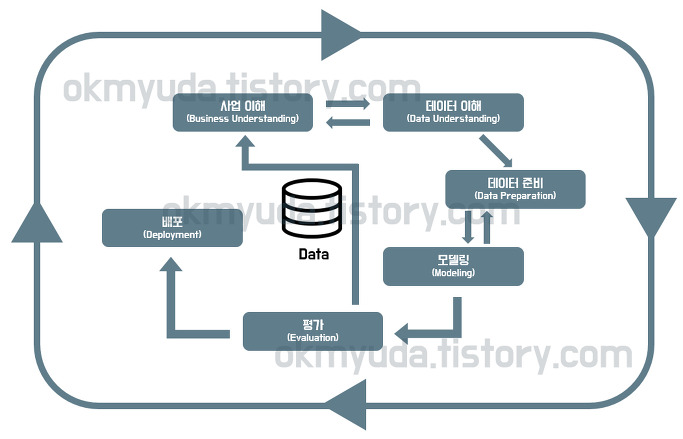 okmyuda.tistory.com
사업 이해
(Business Understanding)
데이터 이해
(Data Understanding)
데이터 준비
(Data Preparation)
okmyuda.tistory.com
배포
(Deployment)
Data
모델링
(Modeling)
평가
(Evaluation)
okmyuda.tistory.com